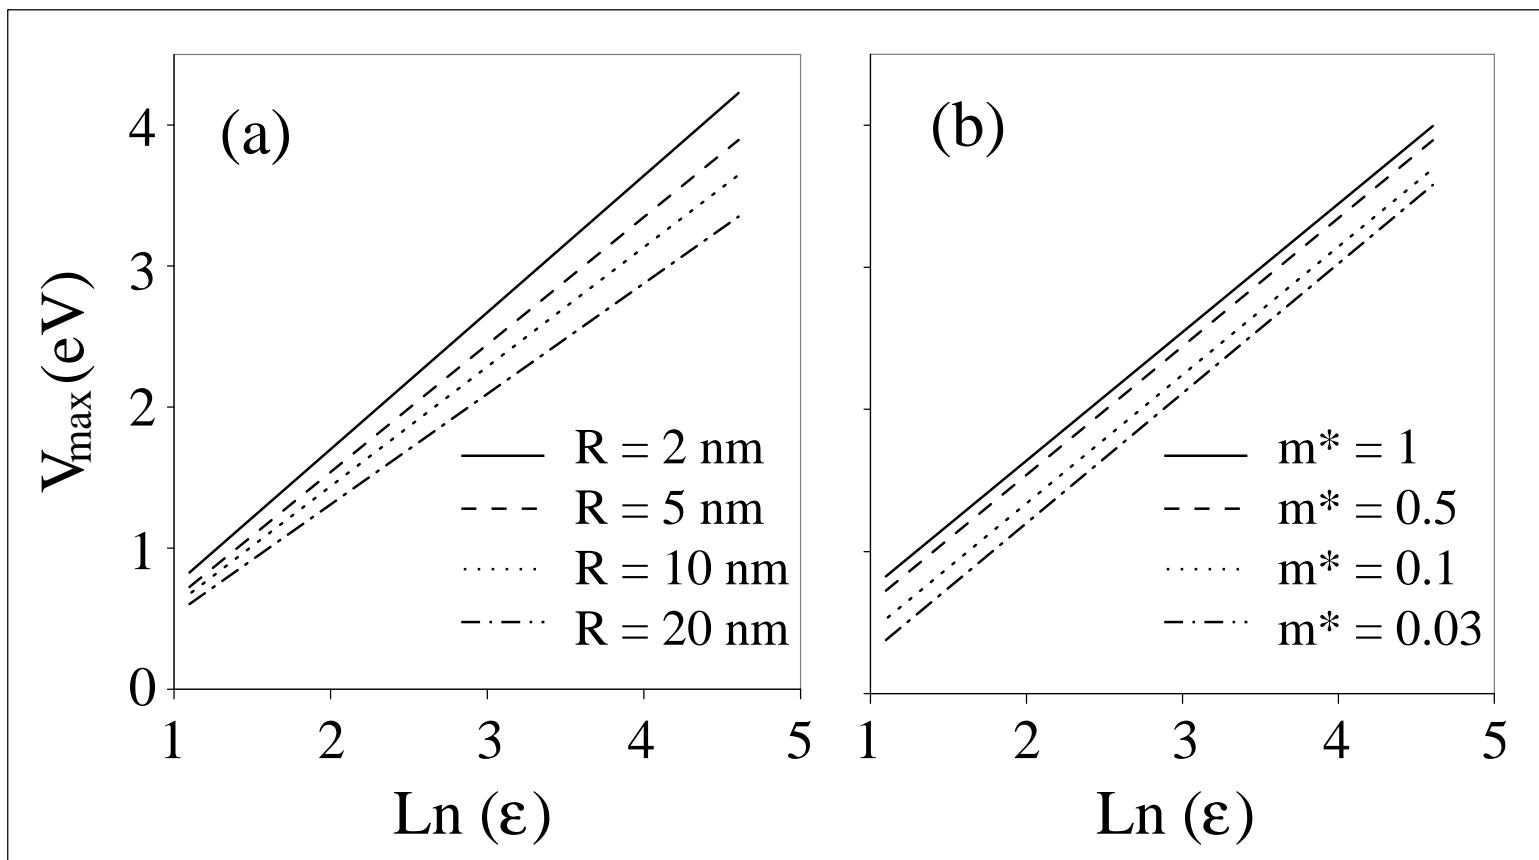 (a)
4
3
2
1
0
V_max (eV)
R = 2 nm
R = 5 nm
R = 10 nm
R = 20 nm
1 2 3 4 5
Ln (ε)
(b)
m* = 1
m* = 0.5
m* = 0.1
m* = 0.03
1 2 3 4 5
Ln (ε)